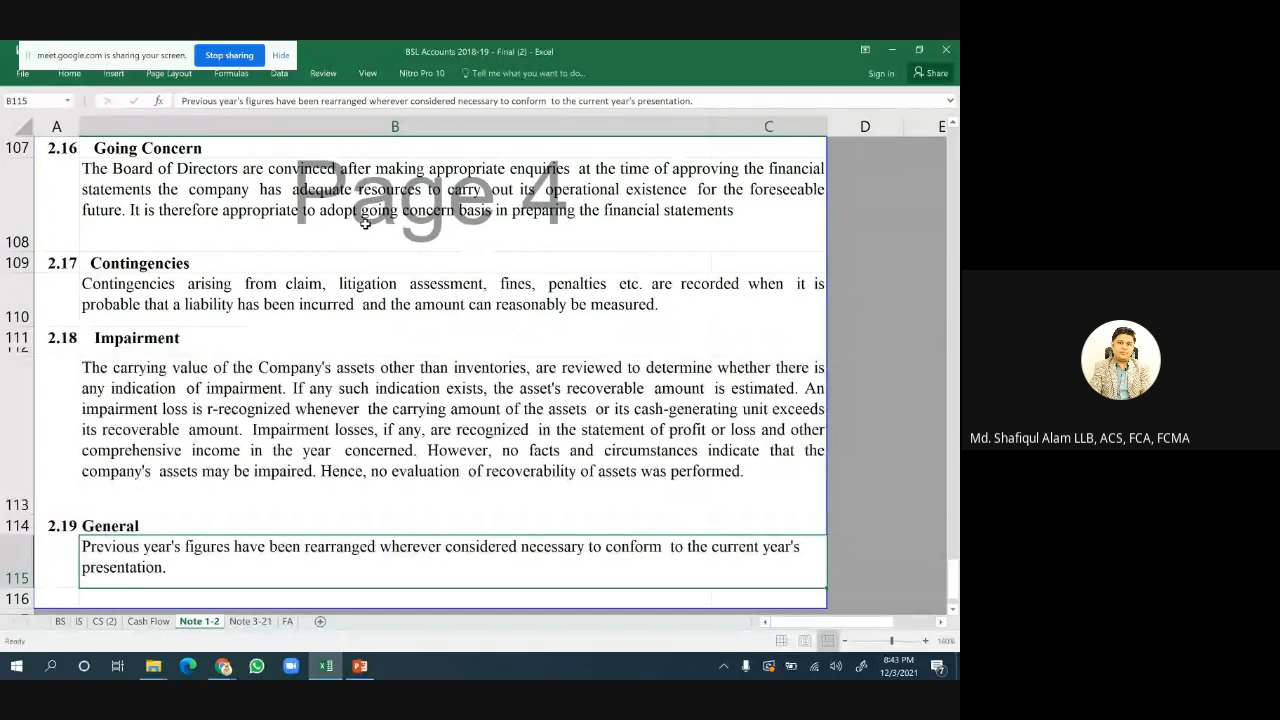 meet.google.com is sharing your screen. Stop sharing Hide
BSL Accounts 2018-19 - Final (2) - Excel
File Home Insert Page Layout Formulas Data Review View Nitro Pro 10 Tell me what you want to do... Sign in Share
B115 fx Previous year's figures have been rearranged wherever considered necessary to conform to the current year's presentation.
A B C D E
107 2.16 Going Concern
The Board of Directors are convinced after making appropriate enquiries at the time of approving the financial
statements the company has adequate resources to carry out its operational existence for the foreseeable
future. It is therefore appropriate to adopt going concern basis in preparing the financial statements
Page 4
108
109 2.17 Contingencies
Contingencies arising from claim, litigation assessment, fines, penalties etc. are recorded when it is
probable that a liability has been incurred and the amount can reasonably be measured.
110
111 2.18 Impairment
112
The carrying value of the Company's assets other than inventories, are reviewed to determine whether there is
any indication of impairment. If any such indication exists, the asset's recoverable amount is estimated. An
impairment loss is r-recognized whenever the carrying amount of the assets or its cash-generating unit exceeds
its recoverable amount. Impairment losses, if any, are recognized in the statement of profit or loss and other
comprehensive income in the year concerned. However, no facts and circumstances indicate that the
company's assets may be impaired. Hence, no evaluation of recoverability of assets was performed.
113
114 2.19 General
Previous year's figures have been rearranged wherever considered necessary to conform to the current year's
presentation.
115
116
BS IS CS (2) Cash Flow Note 1-2 Note 3-21 FA
Ready 160%
8:43 PM
12/3/2021
Md. Shafiqul Alam LLB, ACS, FCA, FCMA